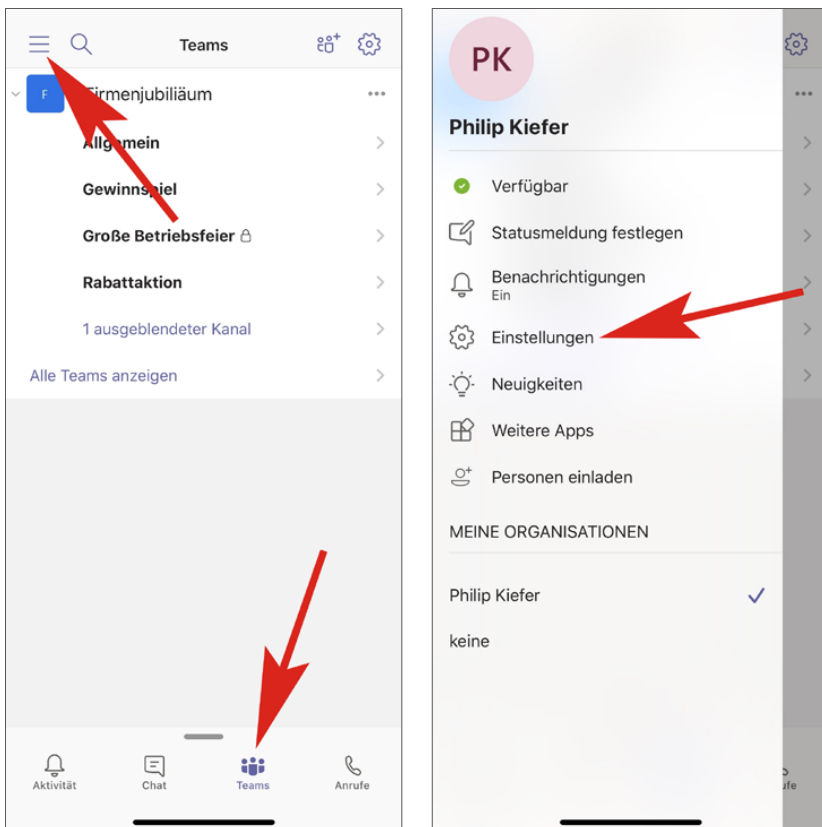 Teams
F
Firmenjubiläum
Allgemein
Gewinnspiel
Große Betriebsfeier
Rabattaktion
1 ausgeblendeter Kanal
Alle Teams anzeigen
Aktivität
Chat
Teams
Anrufe
PK
Philip Kiefer
Verfügbar
Statusmeldung festlegen
Benachrichtigungen
Ein
Einstellungen
Neuigkeiten
Weitere Apps
Personen einladen
MEINE ORGANISATIONEN
Philip Kiefer
keine